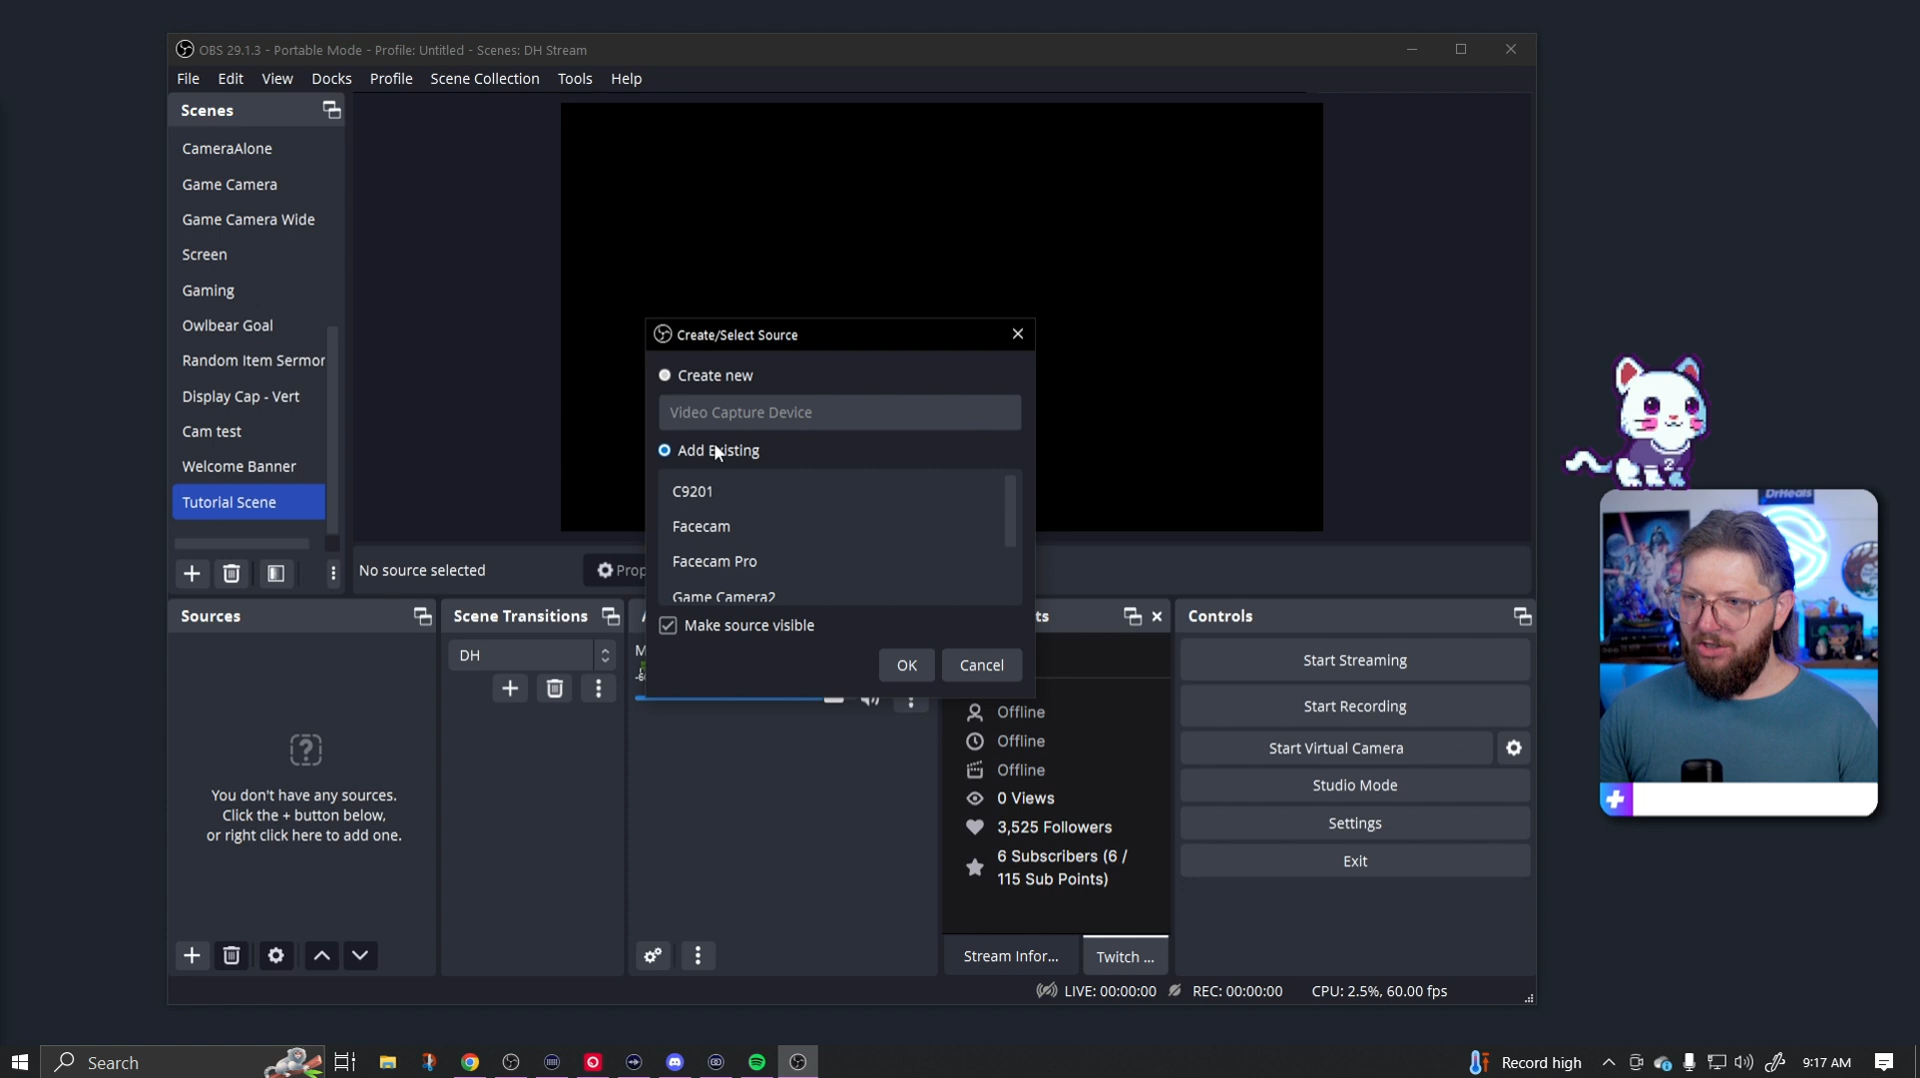 OBS 29.1.3 - Portable Mode - Profile: Untitled - Scenes: DH Stream
File Edit View Docks Profile Scene Collection Tools Help
Scenes
CameraAlone
Game Camera
Game Camera Wide
Screen
Gaming
Owlbear Goal
Random Item Sermor
Display Cap - Vert
Cam test
Welcome Banner
Tutorial Scene
Create/Select Source
Create new
Video Capture Device
Add Existing
C9201
Facecam
Facecam Pro
Game Camera2
Make source visible
OK Cancel
No source selected
Prop
Sources
You don't have any sources.
Click the + button below,
or right click here to add one.
Scene Transitions
DH
ts
Offline
Offline
Offline
0 Views
3,525 Followers
6 Subscribers (6 /
115 Sub Points)
Stream Infor...
Twitch ...
Controls
Start Streaming
Start Recording
Start Virtual Camera
Studio Mode
Settings
Exit
LIVE: 00:00:00 REC: 00:00:00 CPU: 2.5%, 60.00 fps
2
DrHeals
Search
Record high
9:17 AM